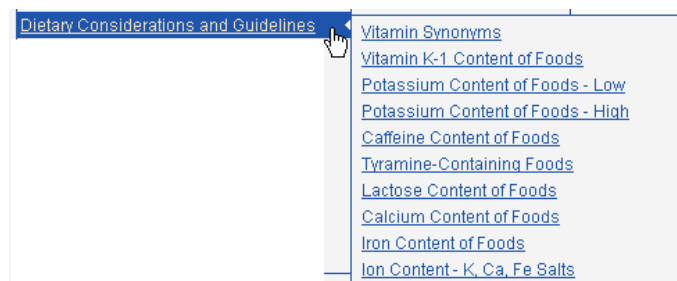 Dietary Considerations and Guidelines
Vitamin Synonyms
Vitamin K-1 Content of Foods
Potassium Content of Foods - Low
Potassium Content of Foods - High
Caffeine Content of Foods
Tyramine-Containing Foods
Lactose Content of Foods
Calcium Content of Foods
Iron Content of Foods
Ion Content - K, Ca, Fe Salts